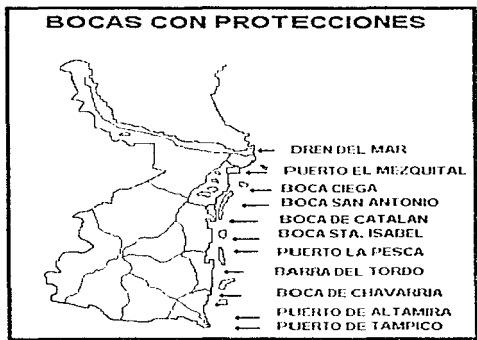 BOCAS CON PROTECCIONES
DREN DEL MAR
PUERTO EL MEZQUITAL
BOCA CIEGA
BOCA SAN ANTONIO
BOCA DE CATALAN
BOCA STA. ISABEL
PUERTO LA PESCA
BARRA DEL TORDO
BOCA DE CHAVARRIA
PUERTO DE ALTAMIRA
PUERTO DE TAMPICO